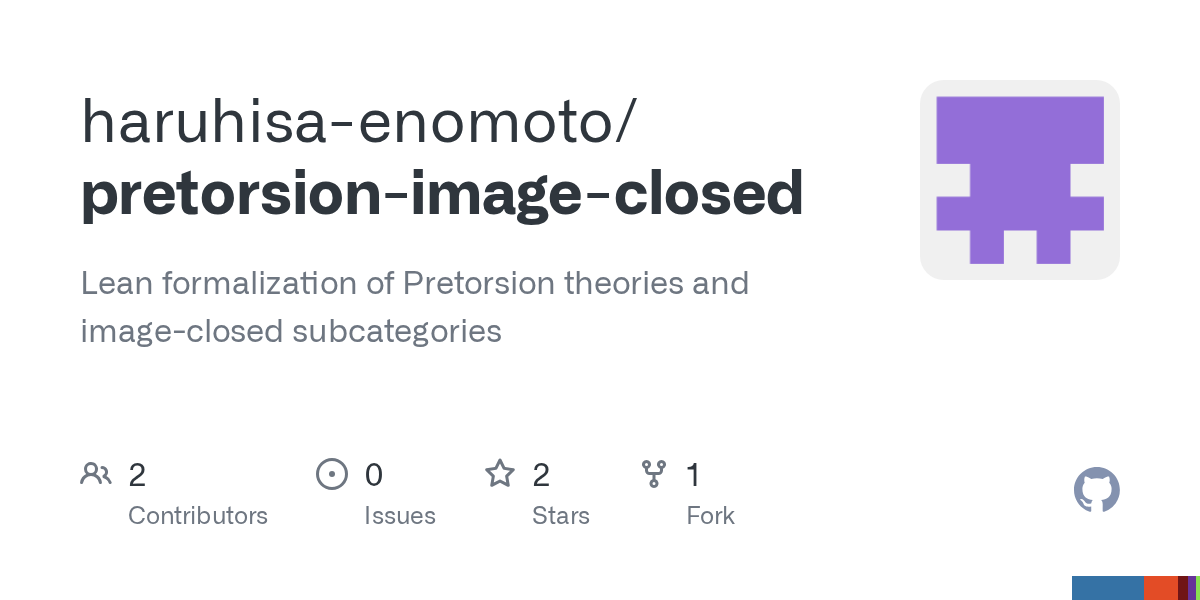 haruhisa-enomoto/
pretorsion-image-closed
Lean formalization of Pretorsion theories and
image-closed subcategories
2
Contributors
0
Issues
2
Stars
1
Fork